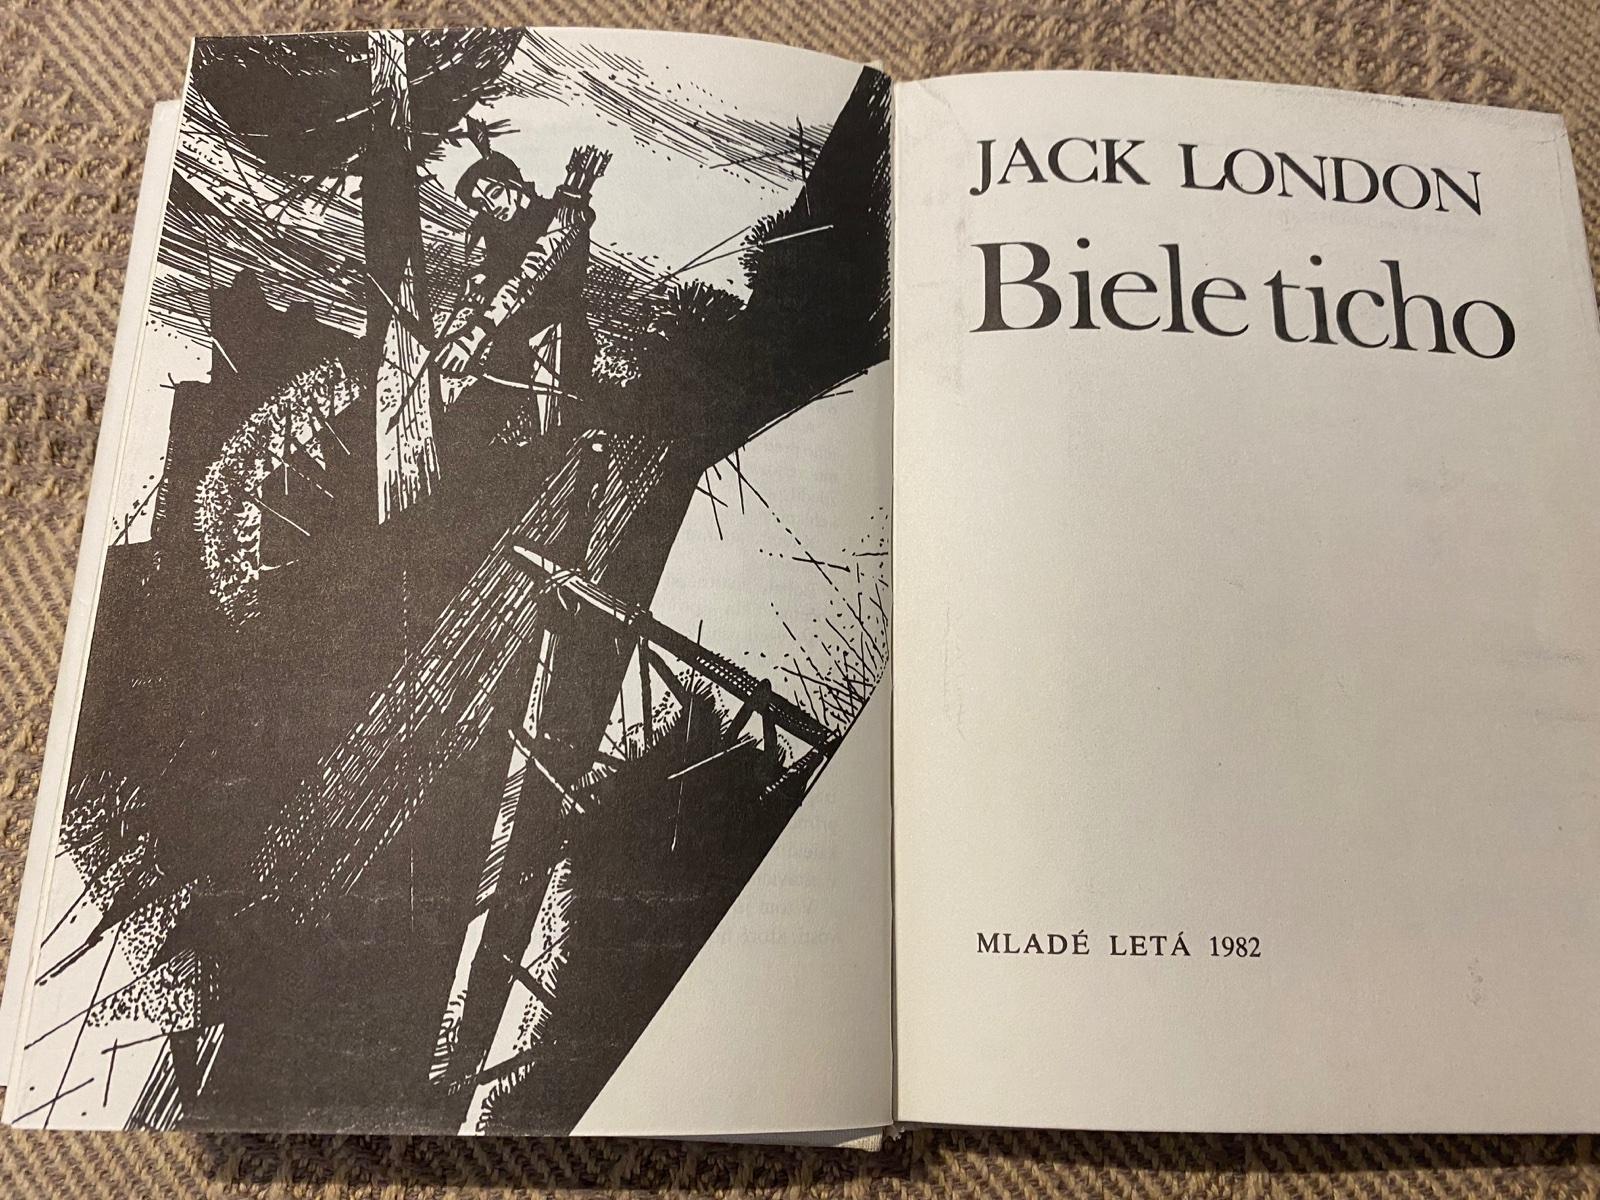 JACK LONDON
Biele ticho
MLADÉ LETÁ 1982